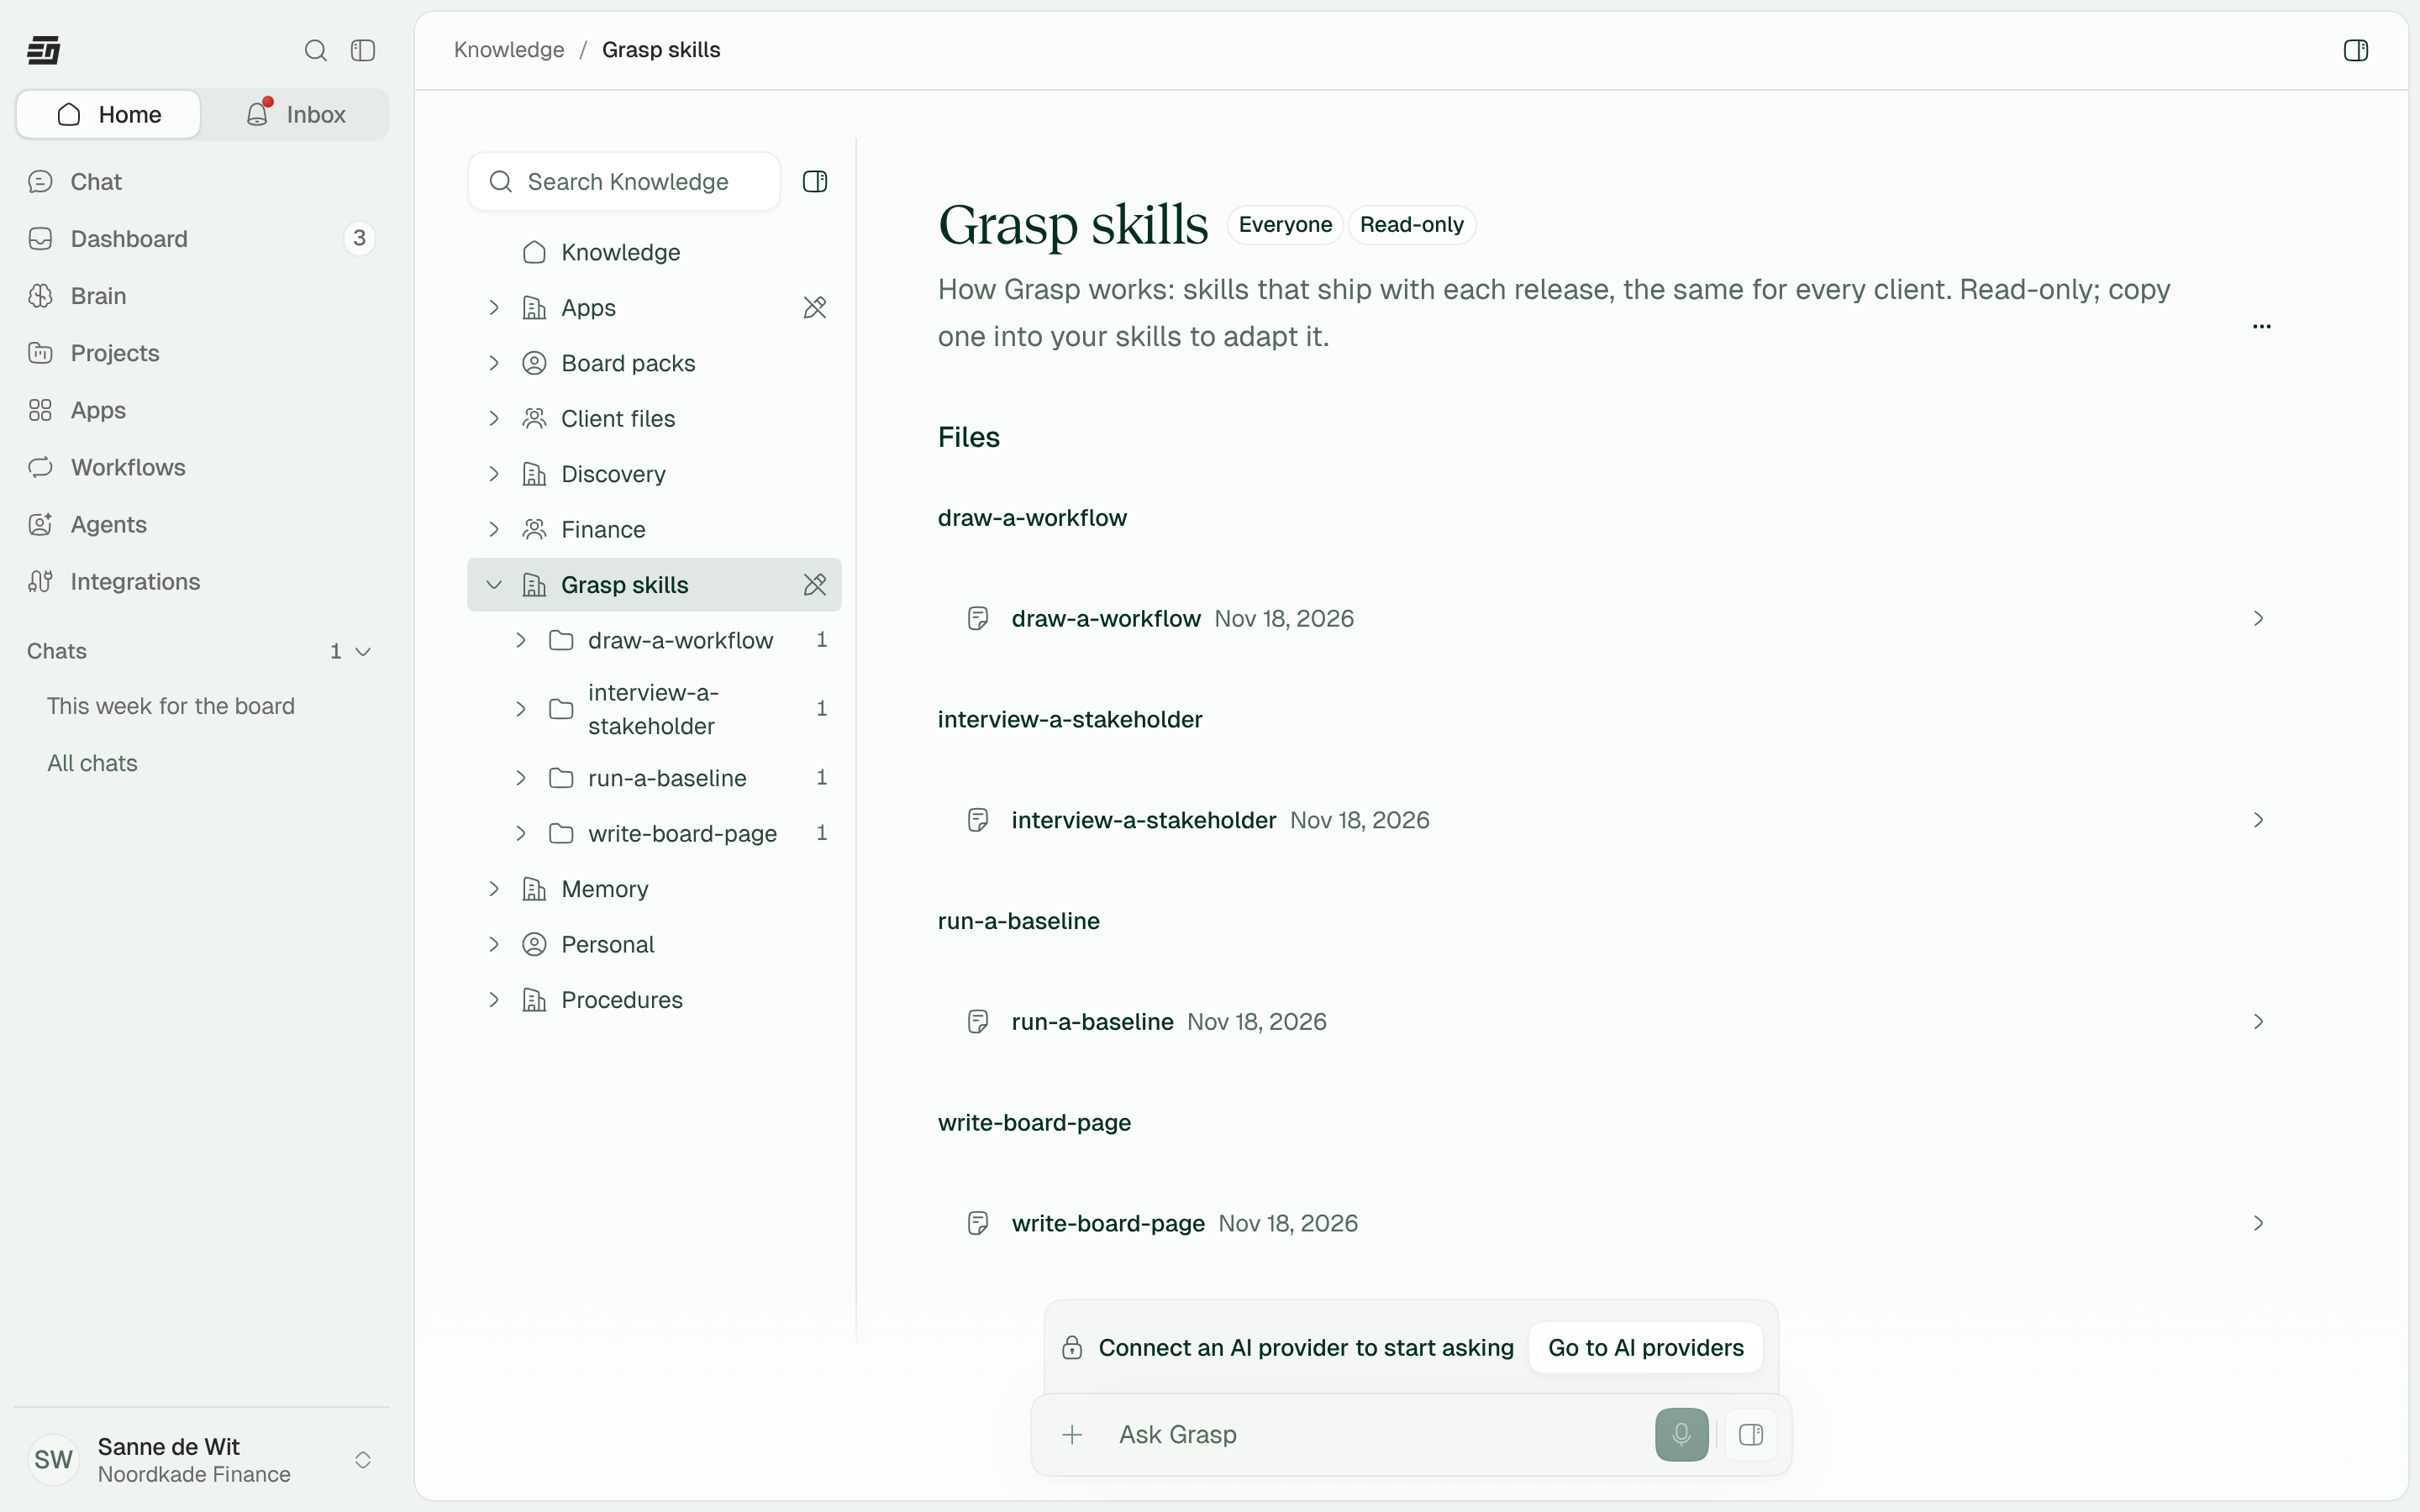 Home
Inbox
Chat
Dashboard
3
Brain
Projects
Apps
Workflows
Agents
Integrations
Chats
1
This week for the board
All chats
SW
Sanne de Wit
Noordkade Finance
Knowledge / Grasp skills
Search Knowledge
Knowledge
Apps
Board packs
Client files
Discovery
Finance
Grasp skills
draw-a-workflow 1
interview-a-
stakeholder
1
run-a-baseline 1
write-board-page 1
Memory
Personal
Procedures
Grasp skills
Everyone
Read-only
How Grasp works: skills that ship with each release, the same for every client. Read-only; copy
one into your skills to adapt it.
Files
draw-a-workflow
draw-a-workflow Nov 18, 2026
interview-a-stakeholder
interview-a-stakeholder Nov 18, 2026
run-a-baseline
run-a-baseline Nov 18, 2026
write-board-page
write-board-page Nov 18, 2026
Connect an AI provider to start asking
Go to AI providers
Ask Grasp